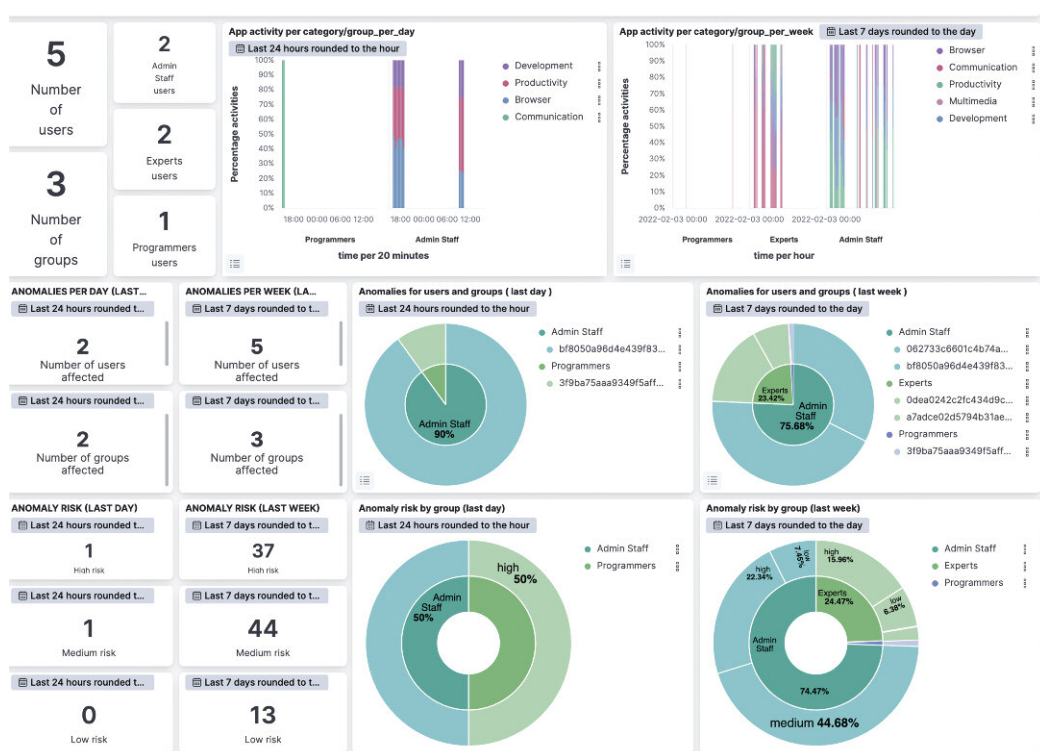 5
Number
of
users
2
Admin
Staff
users
2
Experts
users
3
Number
of
groups
1
Programmers
users
App activity per category/group_per_day
Last 24 hours rounded to the hour
Percentage activities
100%
90%
80%
70%
60%
50%
40%
30%
20%
10%
0%
18:00 00:00 06:00 12:00
18:00 00:00 06:00 12:00
Programmers
Admin Staff
time per 20 minutes
Development
Productivity
Browser
Communication
App activity per category/group_per_week
Last 7 days rounded to the day
Percentage activities
100%
90%
80%
70%
60%
50%
40%
30%
20%
10%
0%
2022-02-03 00:00
2022-02-03 00:00
2022-02-03 00:00
Programmers
Experts
Admin Staff
time per hour
Browser
Communication
Productivity
Multimedia
Development
ANOMALIES PER DAY (LAST...
Last 24 hours rounded to t...
2
Number of users
affected
Last 24 hours rounded to t...
2
Number of groups
affected
ANOMALIES PER WEEK (LA...
Last 7 days rounded to t...
5
Number of users
affected
Last 7 days rounded to t...
3
Number of groups
affected
Anomalies for users and groups ( last day )
Last 24 hours rounded to the hour
Admin Staff
90%
Admin Staff
bf8050a96d4e439f83...
Programmers
3f9ba75aaa9349f5aff...
Anomalies for users and groups ( last week )
Last 7 days rounded to the day
Experts
23.42%
Admin
Staff
75.68%
Admin Staff
062733c6601c4b74a...
bf8050a96d4e439f83...
Experts
0dea0242c2fc434d9c...
a7adce02d5794b31ae...
Programmers
3f9ba75aaa9349f5aff...
ANOMALY RISK (LAST DAY)
Last 24 hours rounded to t...
1
High risk
Last 24 hours rounded to t...
1
Medium risk
Last 24 hours rounded to t...
0
Low risk
ANOMALY RISK (LAST WEEK)
Last 7 days rounded to t...
37
High risk
Last 7 days rounded to t...
44
Medium risk
Last 7 days rounded to t...
13
Low risk
Anomaly risk by group (last day)
Last 24 hours rounded to the hour
high
50%
Admin
Staff
50%
Admin Staff
Programmers
Anomaly risk by group (last week)
Last 7 days rounded to the day
high
22.34%
low
7.45%
high
15.96%
Experts
24.47%
low
6.38%
Admin
Staff
74.47%
medium 44.68%
Admin Staff
Experts
Programmers